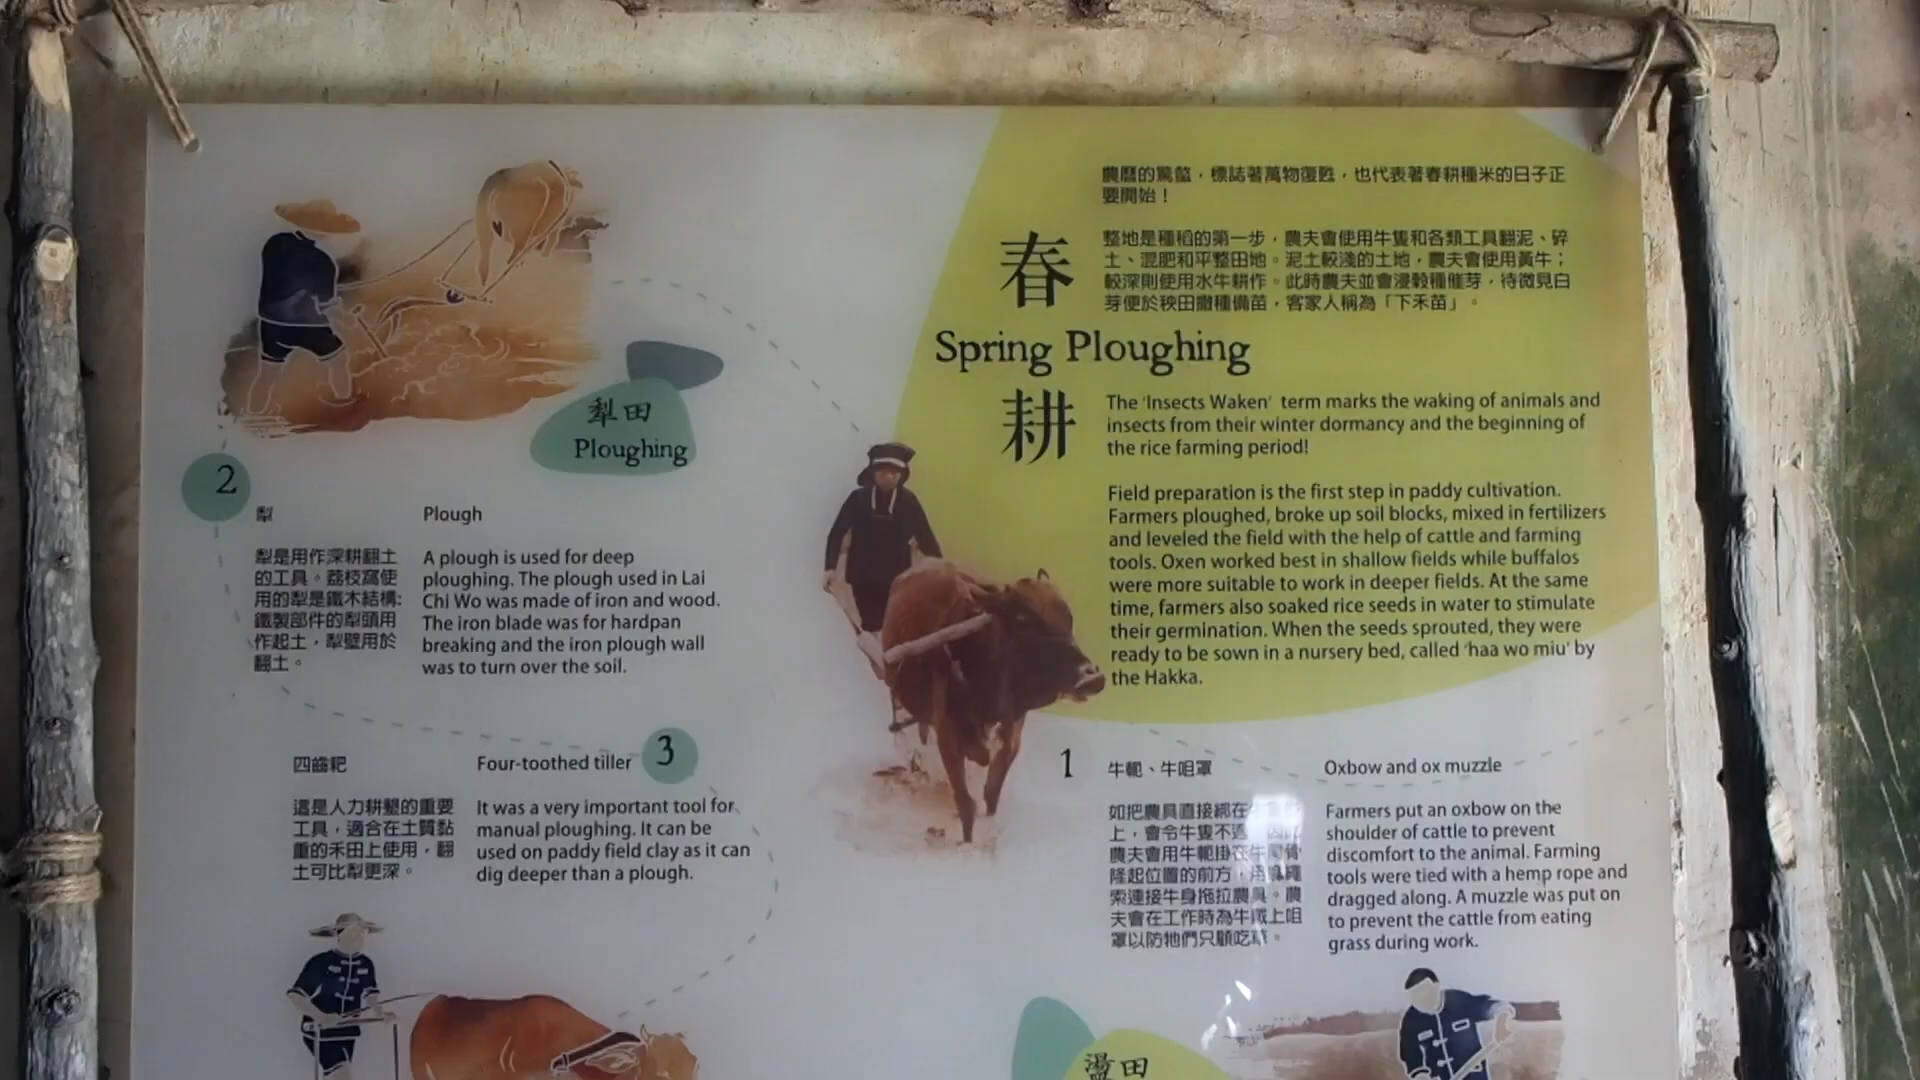 農曆的驚蟄，標誌著萬物復甦，也代表著春耕種米的日子正
要開始！
整地是種稻的第一步，農夫會使用牛隻和各類工具翻泥、碎
土、混肥和平整田地。泥土較淺的土地，農夫會使用黃牛；
較深則使用水牛耕作。此時農夫並會浸穀種催芽，待微見白
芽便於秧田撒種備苗，客家人稱為「下禾苗」。
春
Spring Ploughing
耕
The 'Insects Waken' term marks the waking of animals and
insects from their winter dormancy and the beginning of
the rice farming period!
Field preparation is the first step in paddy cultivation.
Farmers ploughed, broke up soil blocks, mixed in fertilizers
and leveled the field with the help of cattle and farming
tools. Oxen worked best in shallow fields while buffalos
were more suitable to work in deeper fields. At the same
time, farmers also soaked rice seeds in water to stimulate
their germination. When the seeds sprouted, they were
ready to be sown in a nursery bed, called 'haa wo miu' by
the Hakka.
1
牛軛、牛咀罩
如把農具直接綁在牛
上，會令牛隻不適
農夫會用牛軛掛在牛肩骨
隆起位置的前方，用麻繩
索連接牛身拖拉農具。農
夫會在工作時為牛戴上咀
罩以防牠們只顧吃草。
Oxbow and ox muzzle
Farmers put an oxbow on the
shoulder of cattle to prevent
discomfort to the animal. Farming
tools were tied with a hemp rope and
dragged along. A muzzle was put on
to prevent the cattle from eating
grass during work.
犁田
Ploughing
2
犁
犁是用作深耕翻土
的工具。荔枝窩使
用的犁是鐵木結構:
鐵製部件的犁頭用
作起土，犁壁用於
翻土。
Plough
A plough is used for deep
ploughing. The plough used in Lai
Chi Wo was made of iron and wood.
The iron blade was for hardpan
breaking and the iron plough wall
was to turn over the soil.
3
四齒耙
這是人力耕墾的重要
工具，適合在土質黏
重的禾田上使用，翻
土可比犁更深。
Four-toothed tiller
It was a very important tool for
manual ploughing. It can be
used on paddy field clay as it can
dig deeper than a plough.
盪田